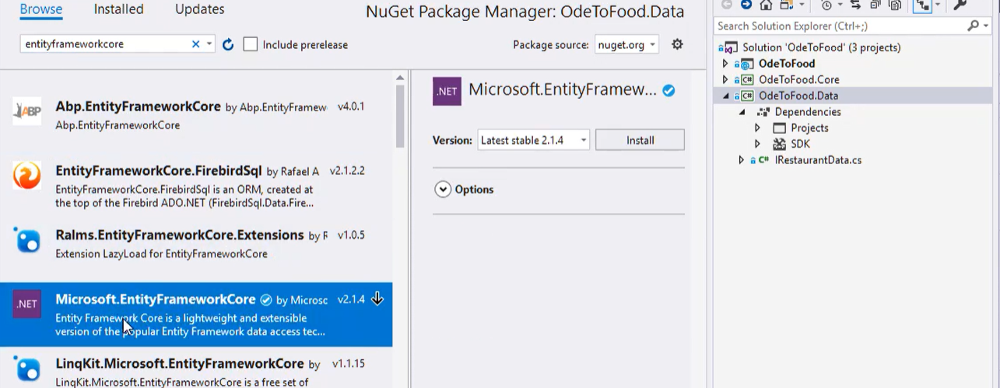 Browse Installed Updates
NuGet Package Manager: OdeToFood.Data
entityframeworkcore
Include prerelease
Package source: nuget.org
ABP
Abp.EntityFrameworkCore by Abp.EntityFramew v4.0.1
Abp.EntityFrameworkCore
EntityFrameworkCore.FirebirdSql by Rafael A v2.1.2.2
EntityFrameworkCore.FirebirdSql is an ORM, created at
the top of the Firebird ADO.NET (FirebirdSql.Data.Fire...
Ralms.EntityFrameworkCore.Extensions by F v1.0.5
Extension LazyLoad for EntityFrameworkCore
.NET
Microsoft.EntityFrameworkCore by Microsc v2.1.4
Entity Framework Core is a lightweight and extensible
version of the popular Entity Framework data access tec...
LinqKit.Microsoft.EntityFrameworkCore by v1.1.15
LinqKit.Microsoft.EntityFrameworkCore is a free set of
.NET
Microsoft.EntityFramew...
Version: Latest stable 2.1.4 Install
Options
Search Solution Explorer (Ctrl+;)
Solution 'OdeToFood' (3 projects)
OdeToFood
C# OdeToFood.Core
C# OdeToFood.Data
Dependencies
Projects
SDK
C# IRestaurantData.cs